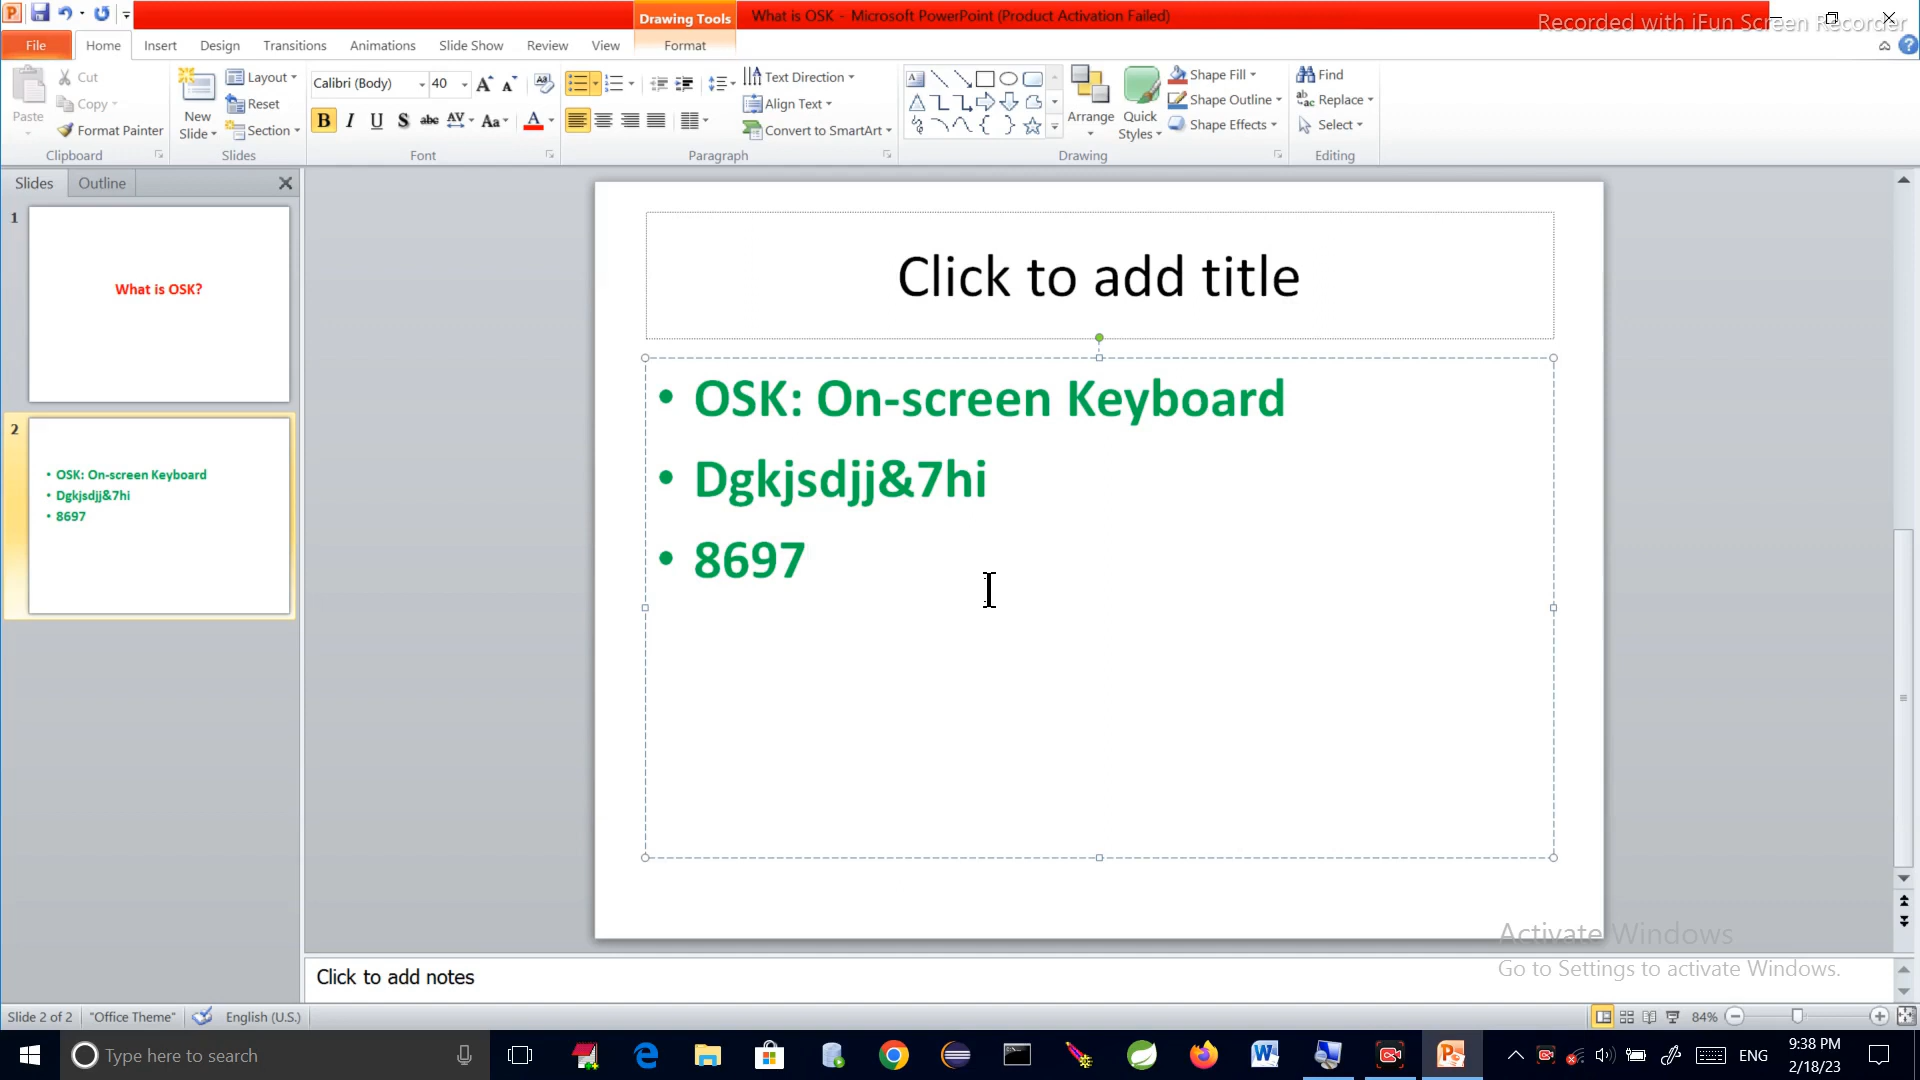 Drawing Tools
What is OSK - Microsoft PowerPoint (Product Activation Failed)
Recorded with iFun Screen Recorder
File Home Insert Design Transitions Animations Slide Show Review View Format
Paste
Cut
Copy
Format Painter
Clipboard
New Slide
Layout
Reset
Section
Slides
Calibri (Body) 40
Font
Paragraph
Text Direction
Align Text
Convert to SmartArt
Arrange
Quick Styles
Shape Fill
Shape Outline
Shape Effects
Drawing
Find
Replace
Select
Editing
Slides Outline
1
What is OSK?
2
• OSK: On-screen Keyboard
• Dgkjsdjj&7hi
• 8697
Click to add title
• OSK: On-screen Keyboard
• Dgkjsdjj&7hi
• 8697
Activate Windows
Go to Settings to activate Windows.
Click to add notes
Slide 2 of 2 "Office Theme" English (U.S.) 84%
Type here to search
ENG
9:38 PM
2/18/23